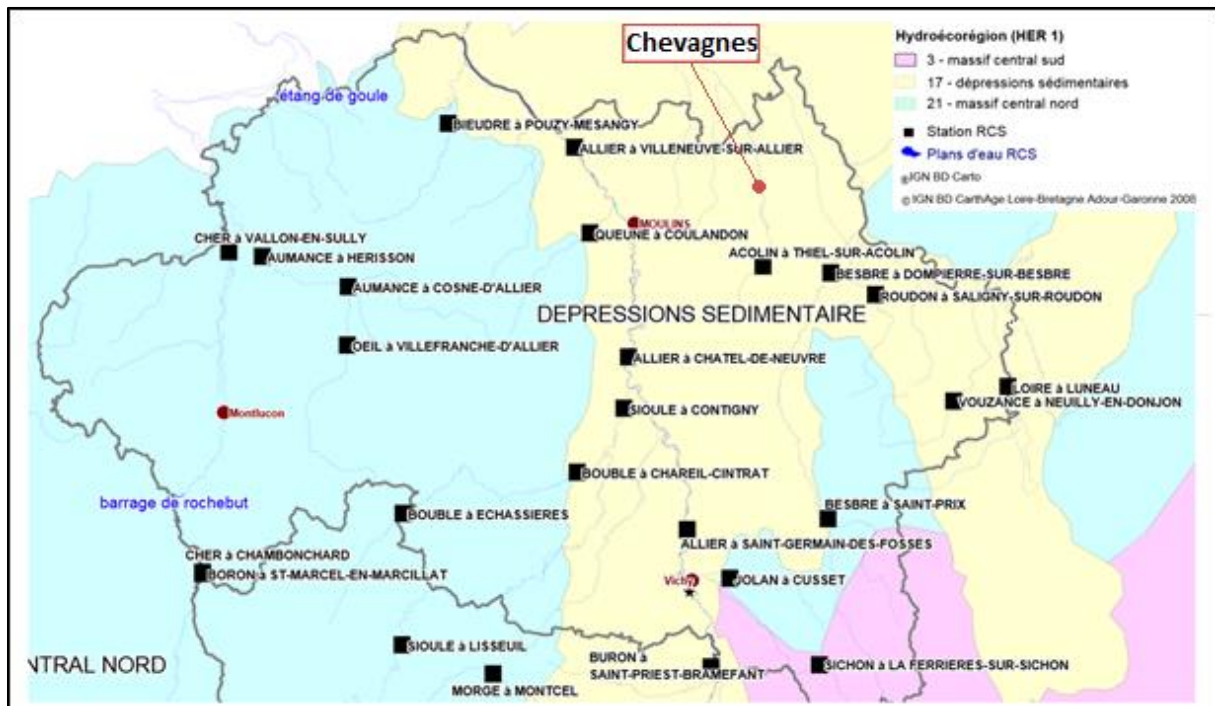 Chevagnes
Hydroécorégion (HER 1)
3 - massif central sud
17 - dépressions sédimentaires
21 - massif central nord
Station RCS
Plans d'eau RCS
©IGN BD Carto
©IGN BD CarthAge Loire-Bretagne Adour-Garonne 2008
étang de goule
BIEUDRE à POUZY-MESANGY
ALLIER à VILLENEUVE-SUR-ALLIER
MOULINS
QUEUNE à COULANDON
CHER à VALLON-EN-SULLY
AUMANCE à HERISSON
ACOLIN à THIEL-SUR-ACOLIN
BESBRE à DOMPIERRE-SUR-BESBRE
AUMANCE à COSNE-D'ALLIER
ROUDON à SALIGNY-SUR-ROUDON
DEPRESSIONS SEDIMENTAIRE
OEIL à VILLEFRANCHE-D'ALLIER
ALLIER à CHATEL-DE-NEUVRE
LOIRE à LUNEAU
VOUZANCE à NEUILLY-EN-DONJON
Montlucon
SIOULE à CONTIGNY
BOUBLE à CHAREIL-CINTRAT
barrage de rochebut
BESBRE à SAINT-PRIX
BOUBLE à ECHASSIERES
ALLIER à SAINT-GERMAIN-DES-FOSSES
CHER à CHAMBONCHARD
BORON à ST-MARCEL-EN-MARCILLAT
Vichy
JOLAN à CUSSET
SIOULE à LISSEUIL
NTRAL NORD
BURON à
SAINT-PRIEST-BRAMEFANT
SICHON à LA FERRIERES-SUR-SICHON
MORGE à MONTCEL